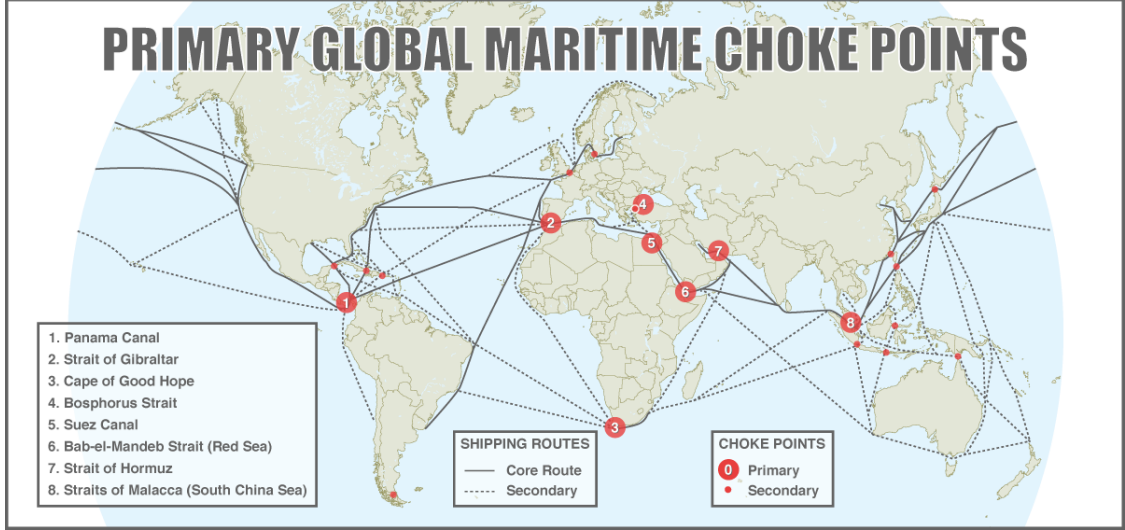 PRIMARY GLOBAL MARITIME CHOKE POINTS
1
2
3
4
5
6
7
8
1. Panama Canal
2. Strait of Gibraltar
3. Cape of Good Hope
4. Bosphorus Strait
5. Suez Canal
6. Bab-el-Mandeb Strait (Red Sea)
7. Strait of Hormuz
8. Straits of Malacca (South China Sea)
SHIPPING ROUTES
Core Route
Secondary
CHOKE POINTS
0 Primary
Secondary